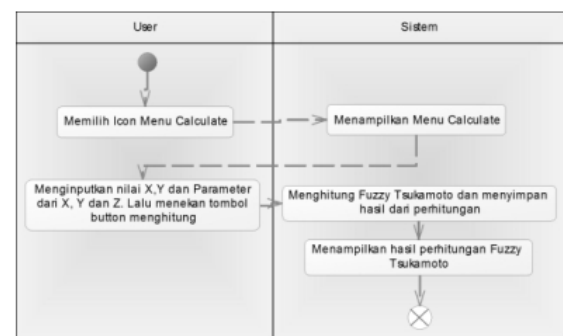 User
Sistem
Memilih Icon Menu Calculate
Menampilkan Menu Calculate
Menginputkan nilai X,Y dan Parameter
dari X, Y dan Z. Lalu menekan tombol
button menghitung
Menghitung Fuzzy Tsukamoto dan menyimpan
hasil dari perhitungan
Menampilkan hasil perhitungan Fuzzy
Tsukamoto